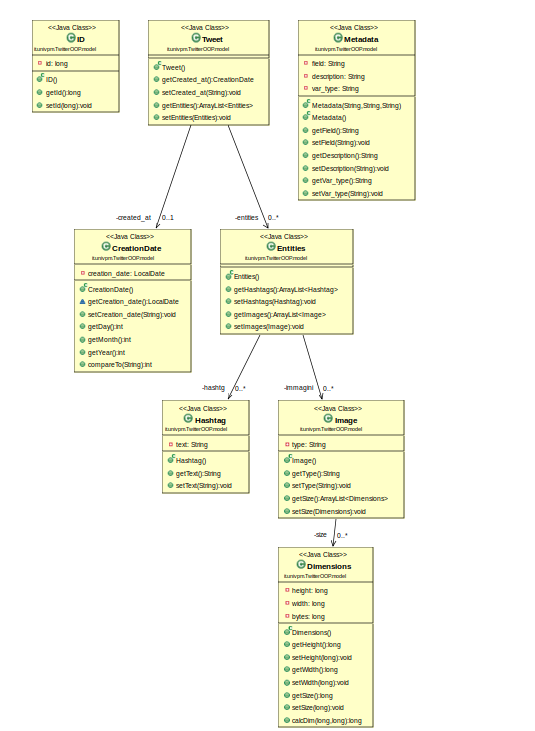 <<Java Class>>
ID
it.univpm.TwitterOOP.model
id: long
ID()
getId():long
setId(long):void
<<Java Class>>
Tweet
it.univpm.TwitterOOP.model
Tweet()
getCreated_at():CreationDate
setCreated_at(String):void
getEntities():ArrayList<Entities>
setEntities(Entities):void
<<Java Class>>
Metadata
it.univpm.TwitterOOP.model
field: String
description: String
var_type: String
Metadata(String,String,String)
Metadata()
getField():String
setField(String):void
getDescription():String
setDescription(String):void
getVar_type():String
setVar_type(String):void
-created_at 0..1
-entities 0..*
<<Java Class>>
CreationDate
it.univpm.TwitterOOP.model
creation_date: LocalDate
CreationDate()
getCreation_date():LocalDate
setCreation_date(String):void
getDay():int
getMonth():int
getYear():int
compareTo(String):int
<<Java Class>>
Entities
it.univpm.TwitterOOP.model
Entities()
getHashtags():ArrayList<Hashtag>
setHashtags(Hashtag):void
getImages():ArrayList<Image>
setImages(Image):void
-hashtg 0..*
-immagini 0..*
<<Java Class>>
Hashtag
it.univpm.TwitterOOP.model
text: String
Hashtag()
getText():String
setText(String):void
<<Java Class>>
Image
it.univpm.TwitterOOP.model
type: String
Image()
getType():String
setType(String):void
getSize():ArrayList<Dimensions>
setSize(Dimensions):void
-size 0..*
<<Java Class>>
Dimensions
it.univpm.TwitterOOP.model
height: long
width: long
bytes: long
Dimensions()
getHeight():long
setHeight(long):void
getWidth():long
setWidth(long):void
getSize():long
setSize(long):void
calcDim(long,long):long